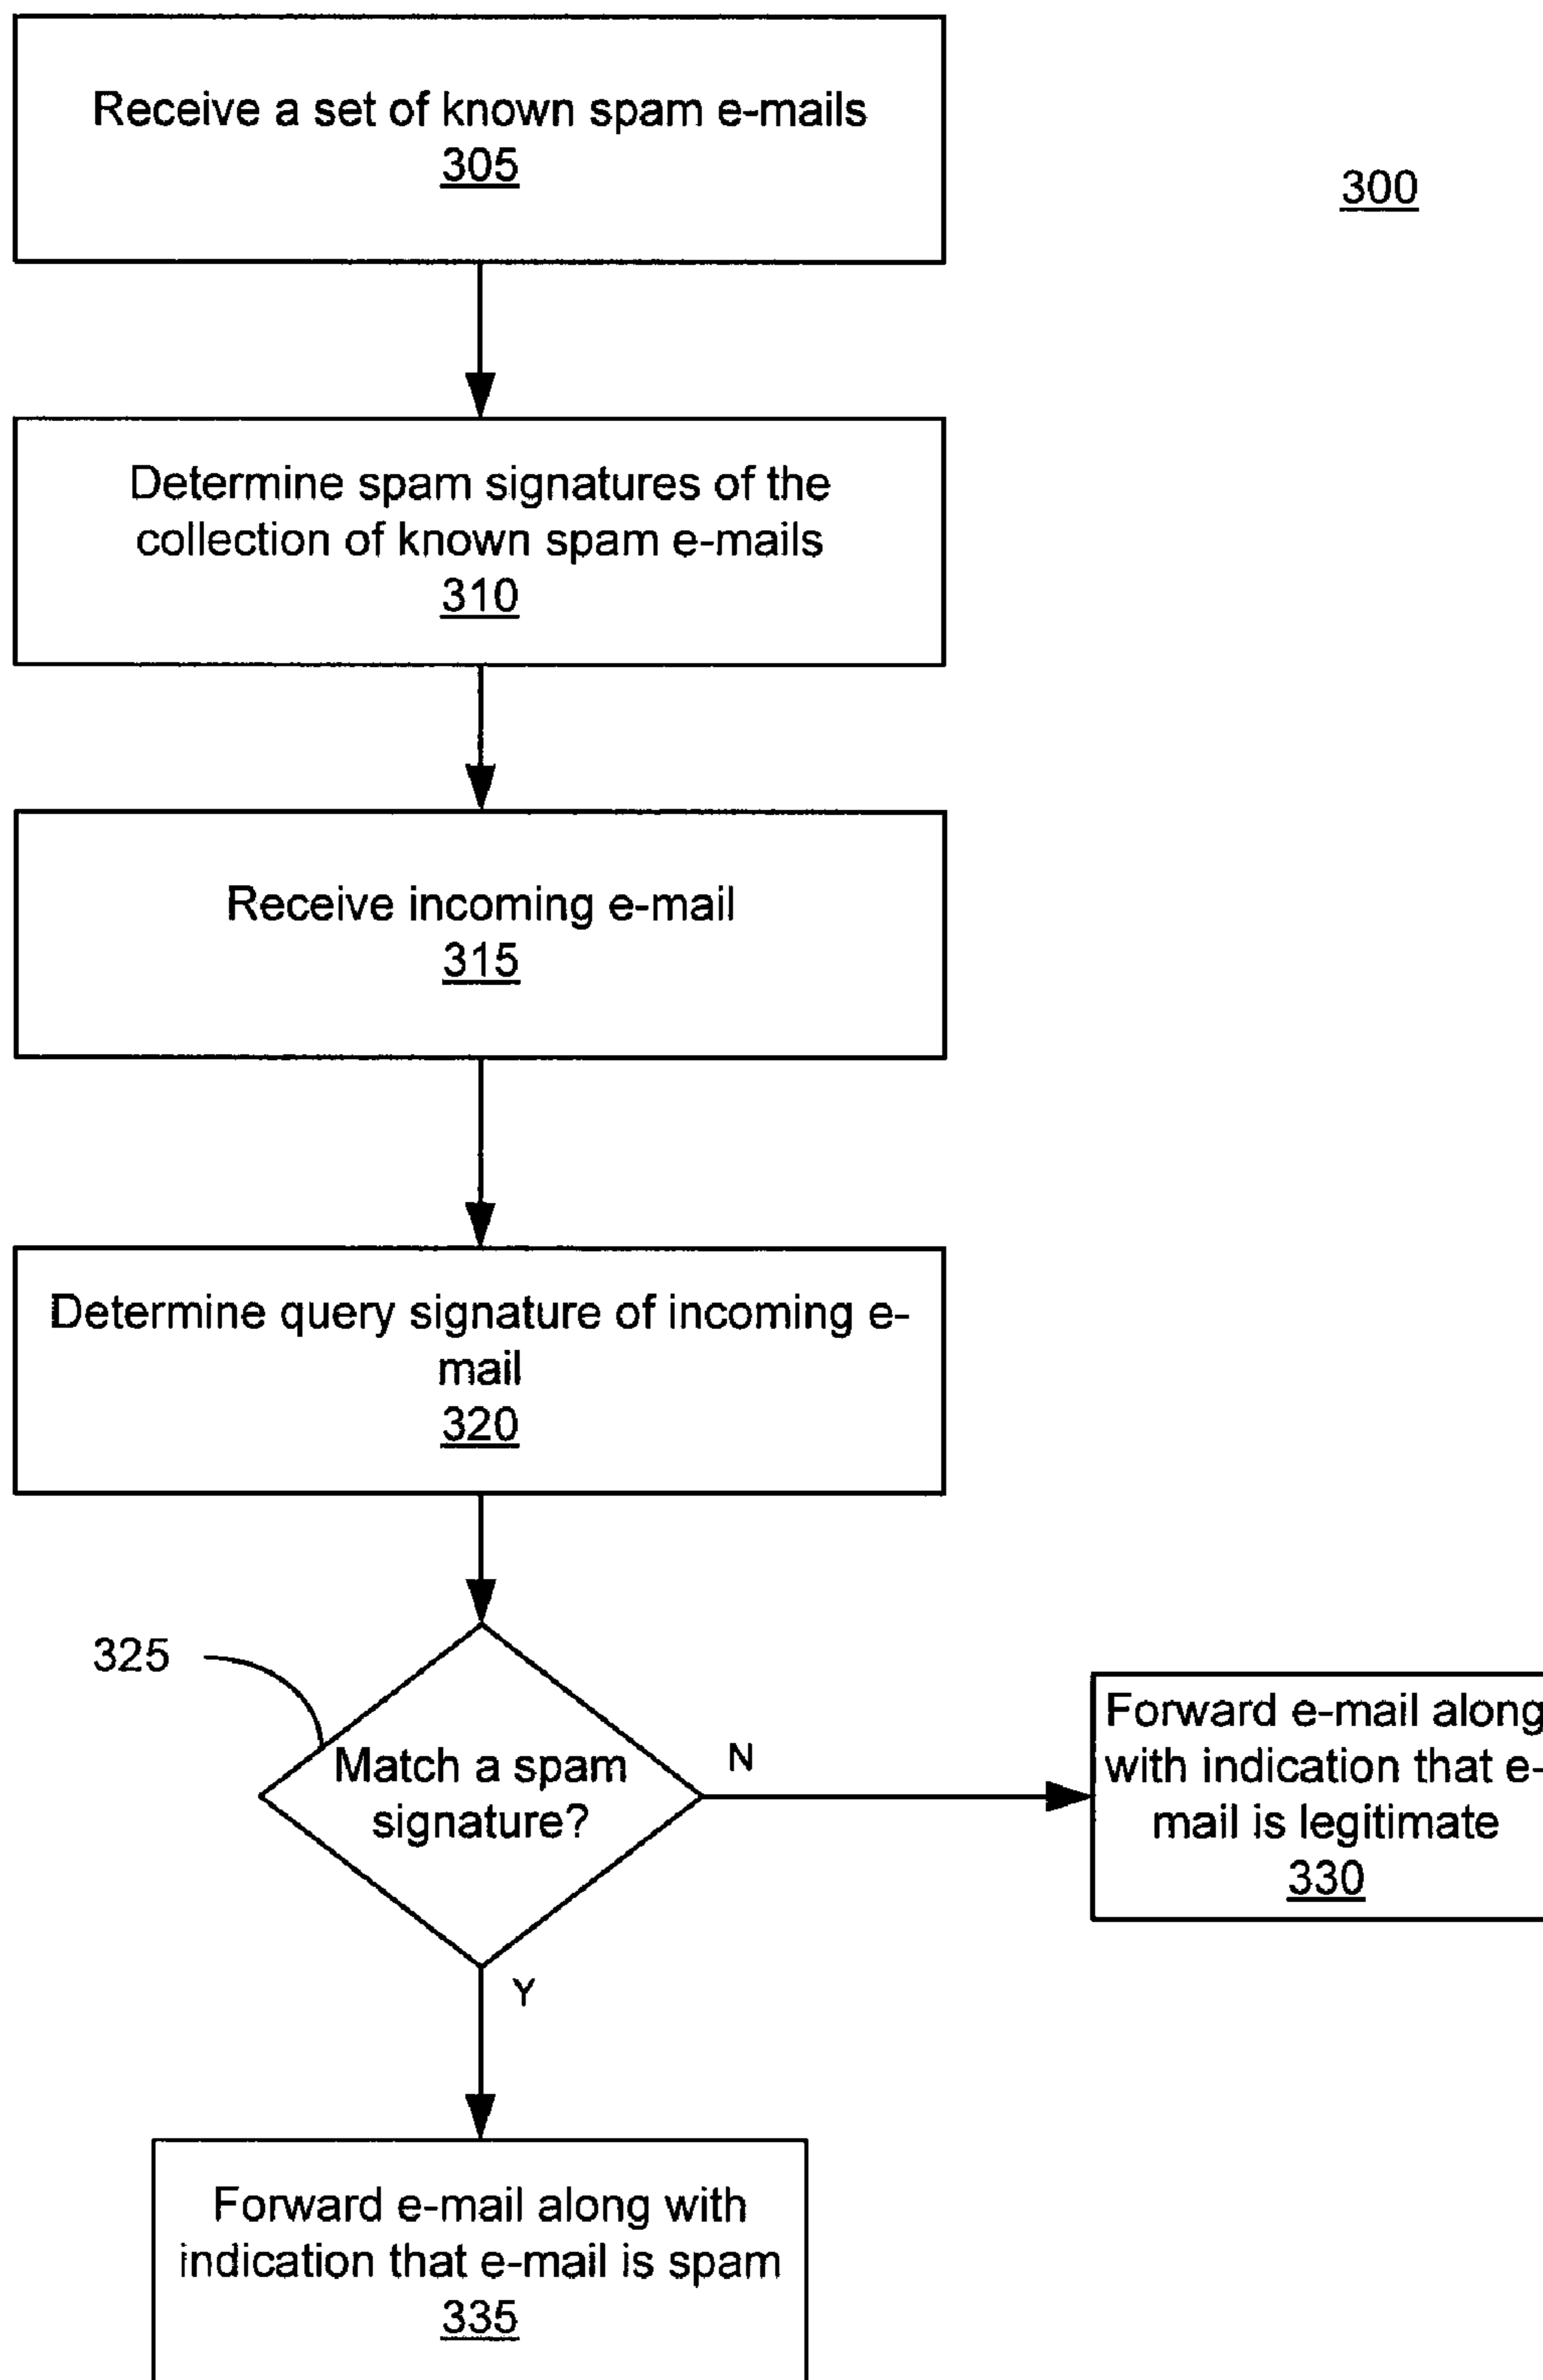 Receive a set of known spam e-mails
305
300
Determine spam signatures of the
collection of known spam e-mails
310
Receive incoming e-mail
315
Determine query signature of incoming e-
mail
320
325
Match a spam
signature?
N
Y
Forward e-mail along
with indication that e-
mail is legitimate
330
Forward e-mail along with
indication that e-mail is spam
335